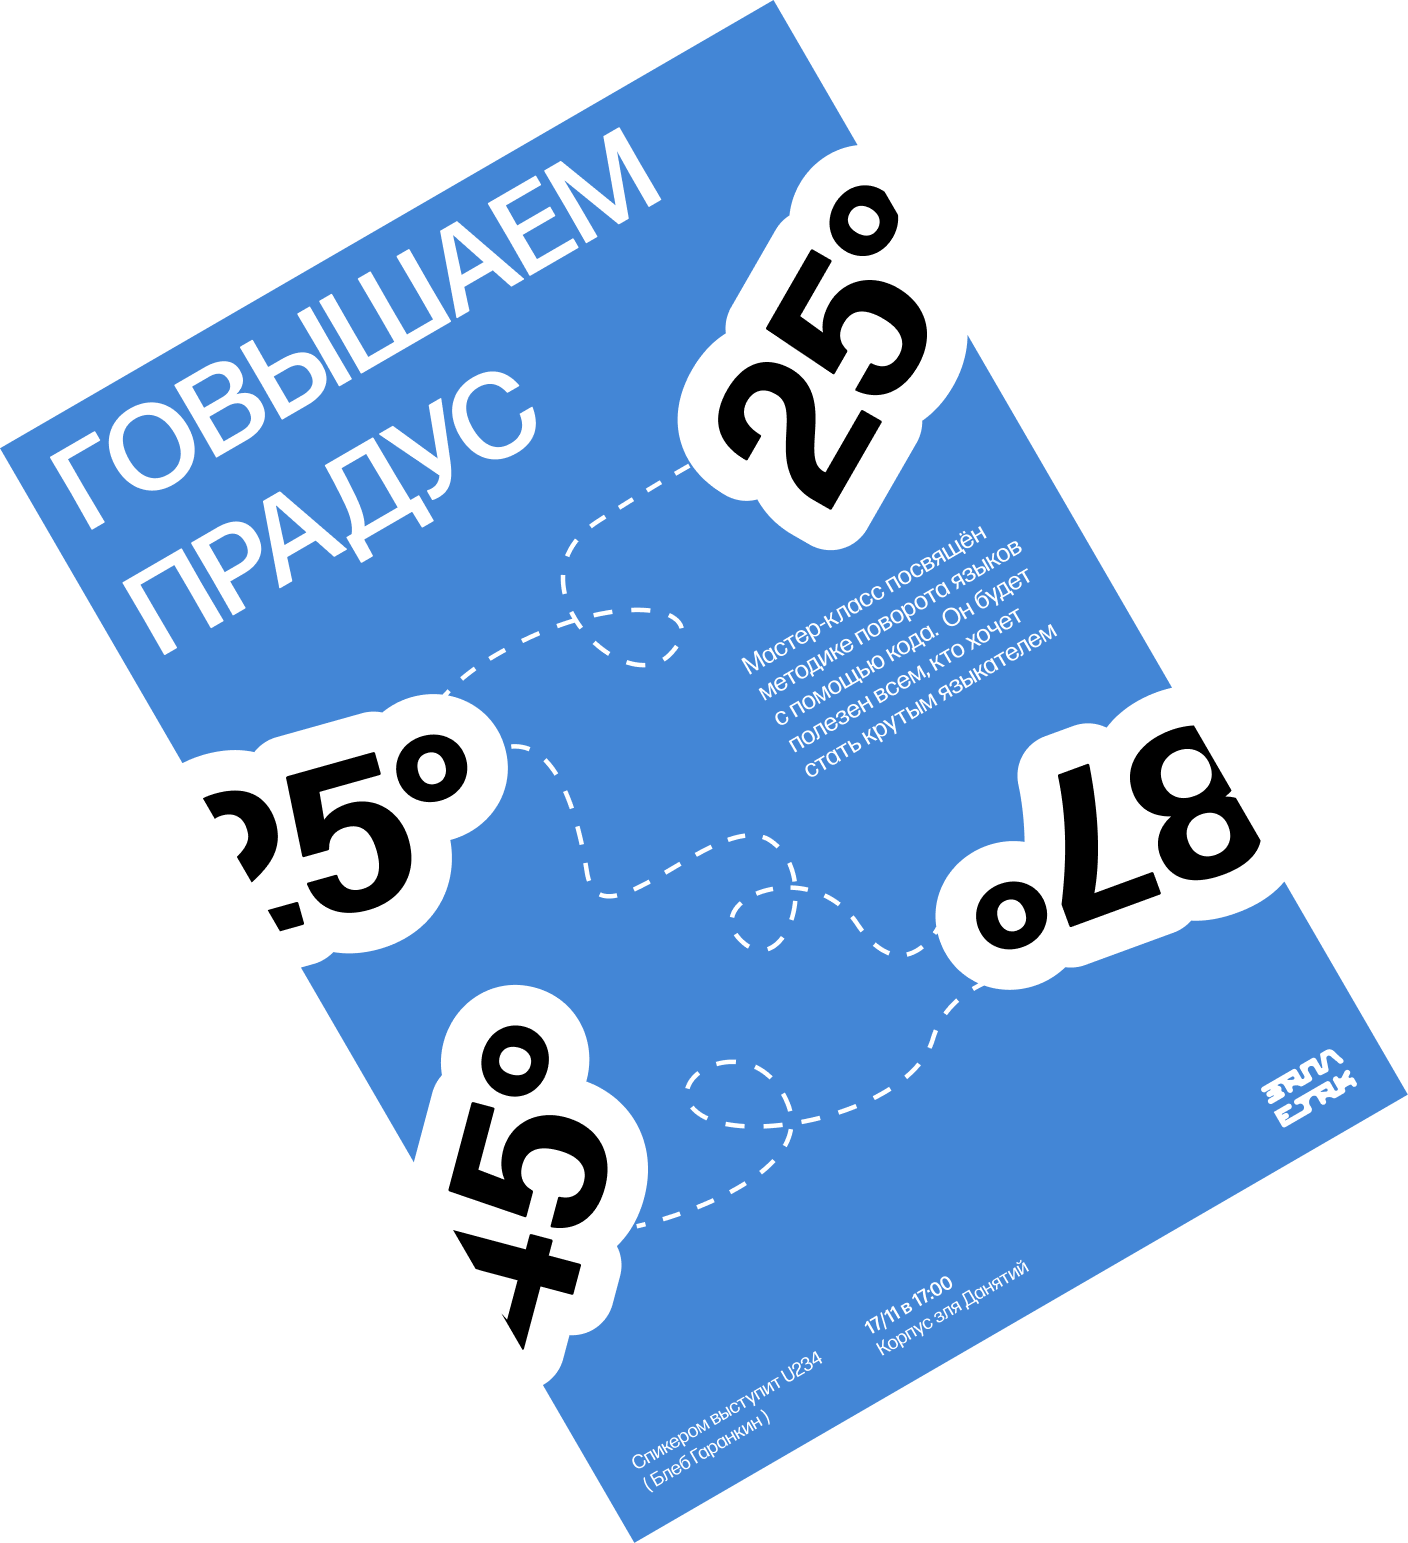 ГОВЫШАЕМ
ПРАДУС
25°
Мастер-класс посвящён
методике поворота языков
с помощью кода. Он будет
полезен всем, кто хочет
стать крутым языкателем
25°
87°
45°
17/11 в 17:00
Корпус зля Данятий
Спикером выступит U234
( Блеб Гаранкин )